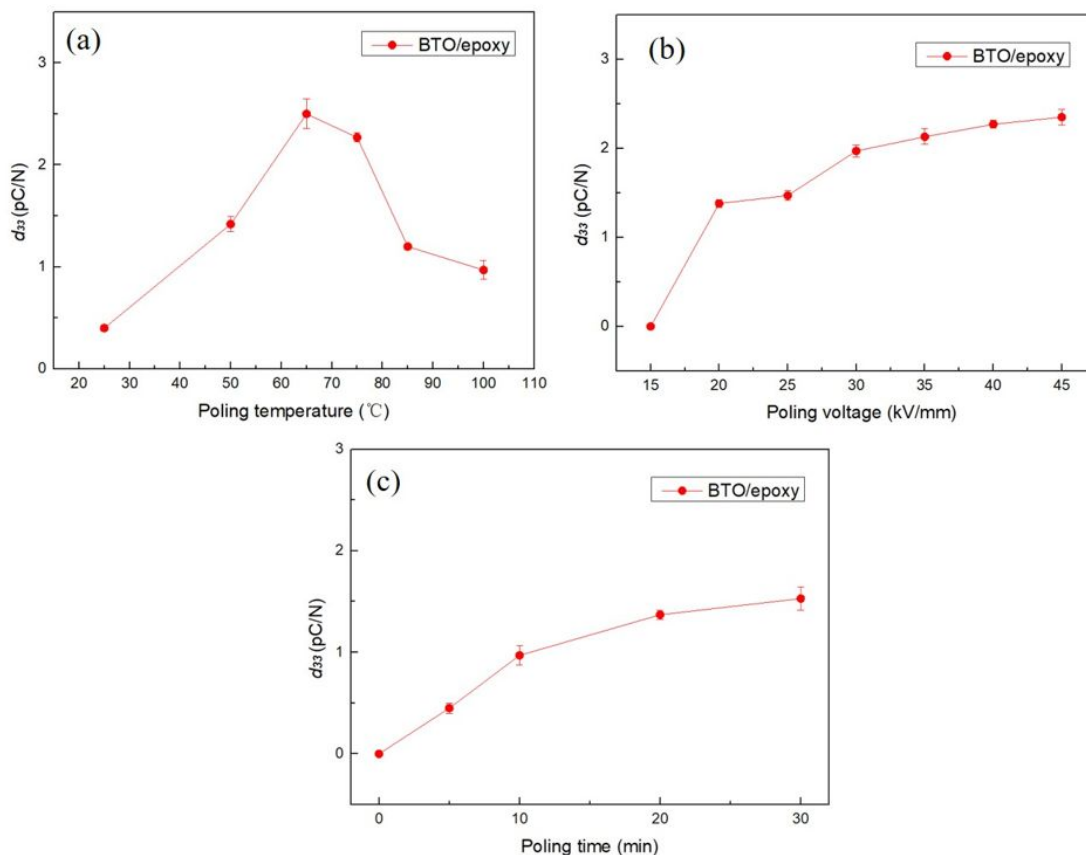 (a)
BTO/epoxy
3
2
1
0
d33 (pC/N)
20 30 40 50 60 70 80 90 100 110
Poling temperature (℃)
(b)
BTO/epoxy
3
2
1
0
d33 (pC/N)
15 20 25 30 35 40 45
Poling voltage (kV/mm)
(c)
BTO/epoxy
3
2
1
0
d33 (pC/N)
0 10 20 30
Poling time (min)